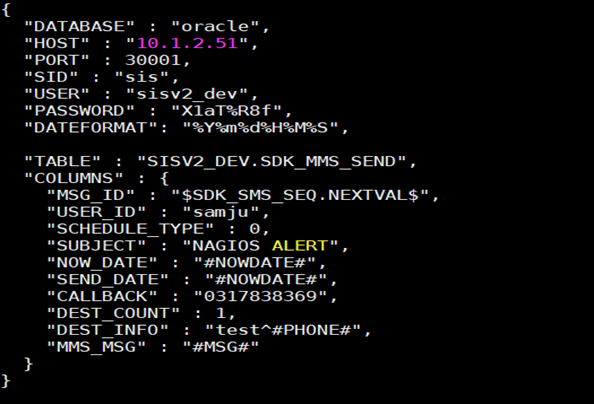 {
  "DATABASE" : "oracle",
  "HOST" : "10.1.2.51",
  "PORT" : 30001,
  "SID" : "sis",
  "USER" : "sisv2_dev",
  "PASSWORD" : "X1aT%R8f",
  "DATEFORMAT": "%Y%m%d%H%M%S",

  "TABLE" : "SISV2_DEV.SDK_MMS_SEND",
  "COLUMNS" : {
    "MSG_ID" : "$SDK_SMS_SEQ.NEXTVAL$",
    "USER_ID" : "samju",
    "SCHEDULE_TYPE" : 0,
    "SUBJECT" : "NAGIOS ALERT",
    "NOW_DATE" : "#NOWDATE#",
    "SEND_DATE" : "#NOWDATE#",
    "CALLBACK" : "0317838369",
    "DEST_COUNT" : 1,
    "DEST_INFO" : "test^#PHONE#",
    "MMS_MSG" : "#MSG#"
  }
}